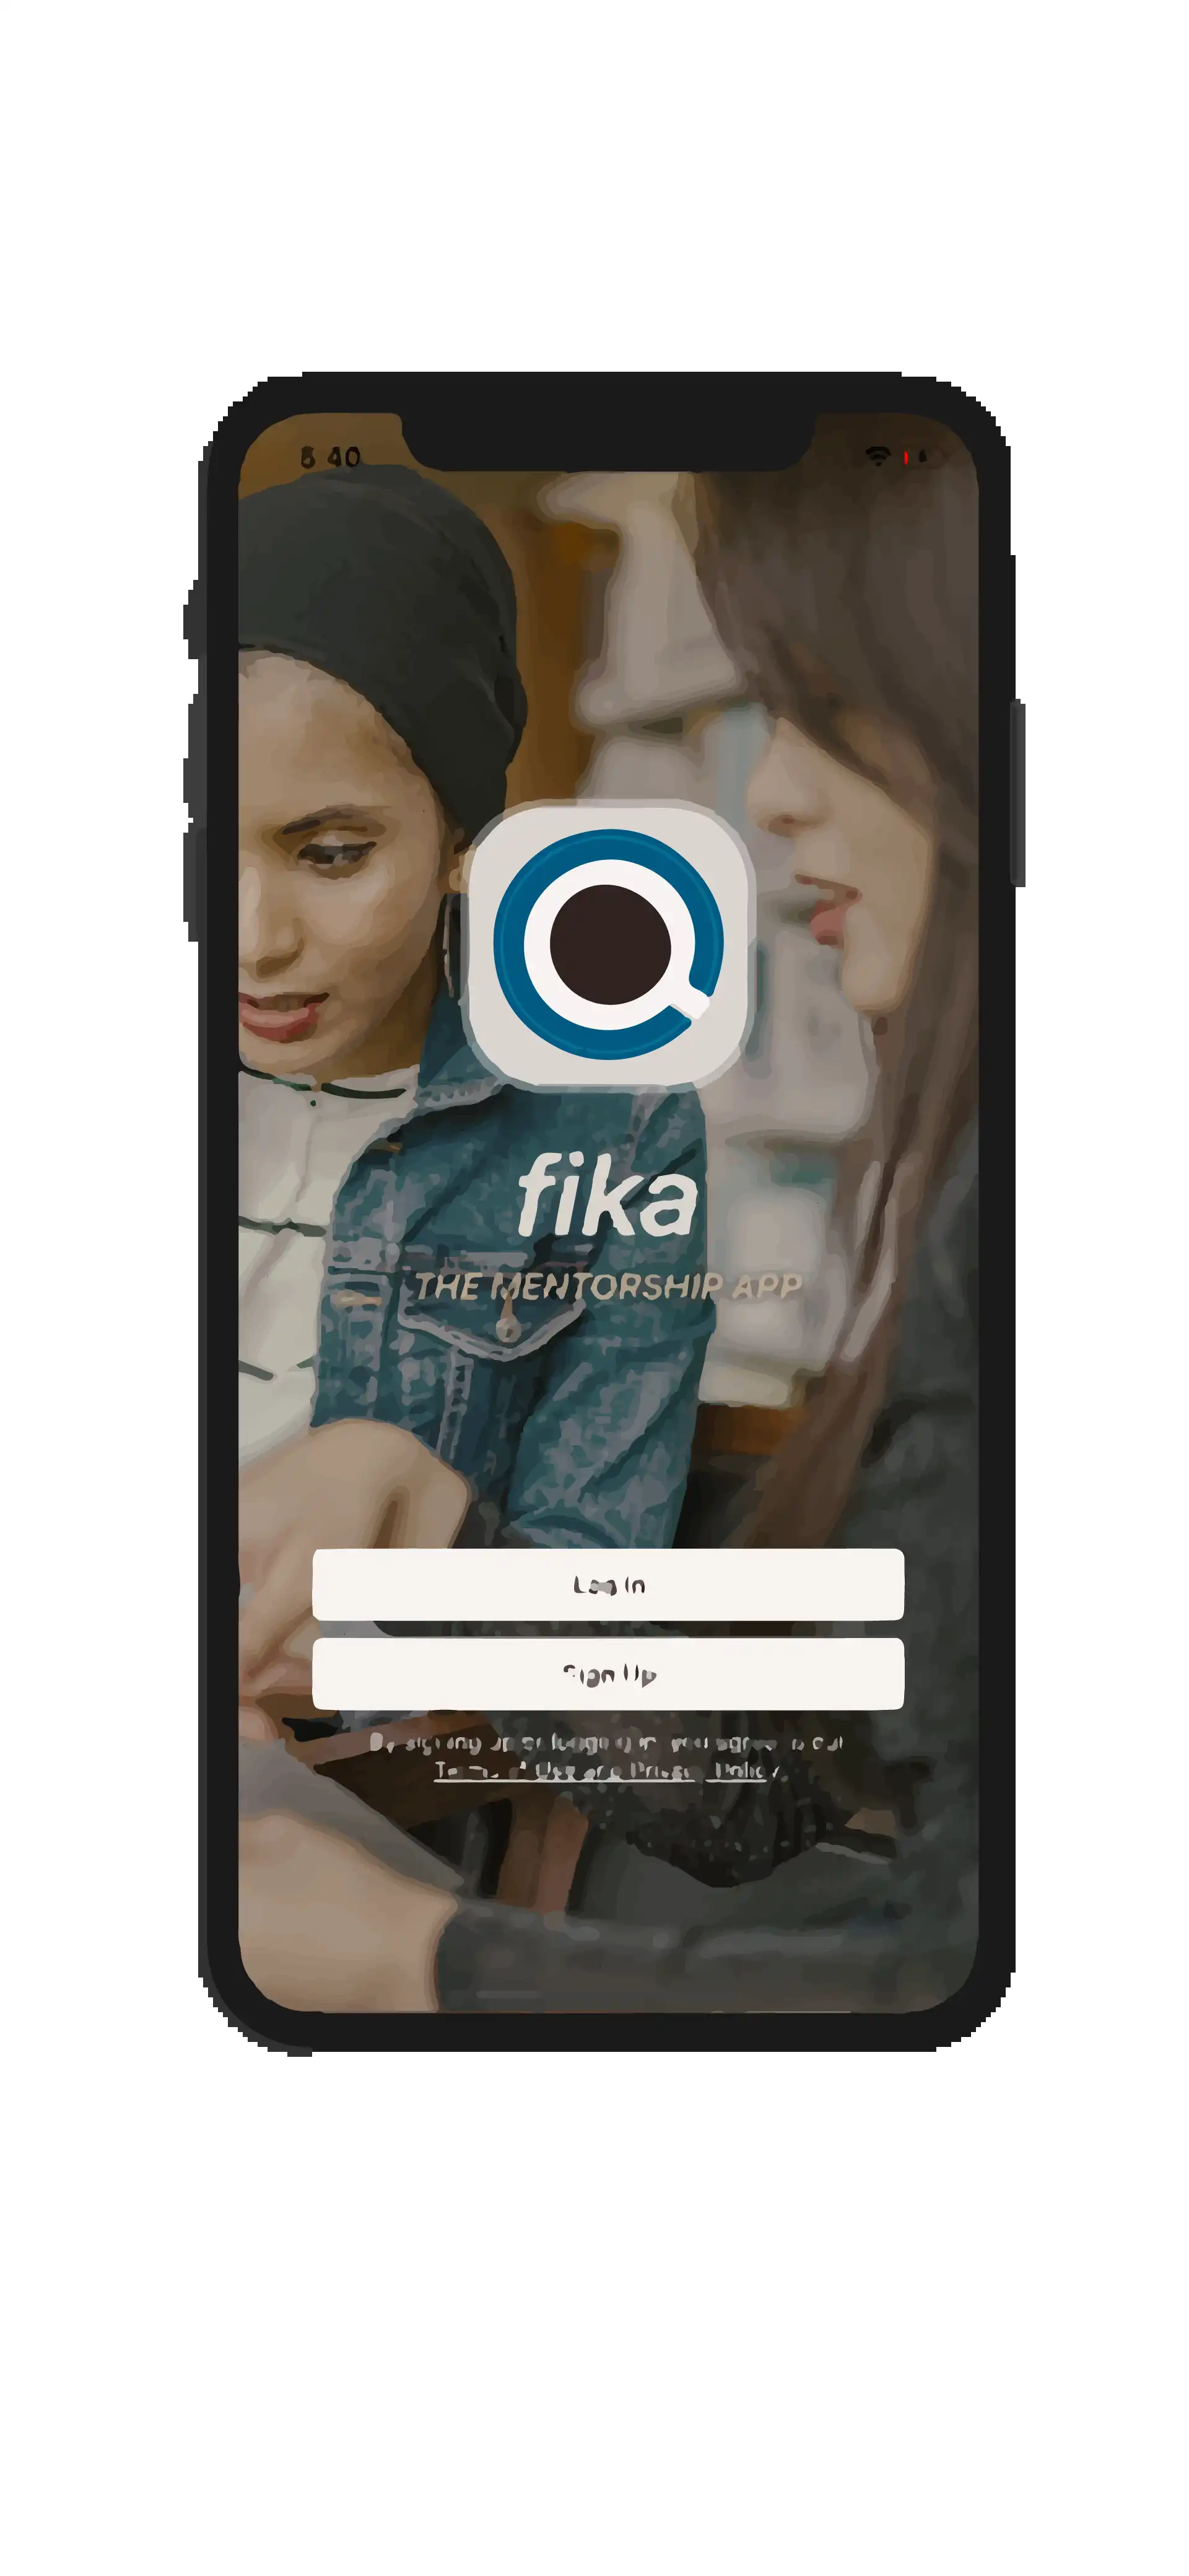 5 40
fika
THE MENTORSHIP APP
Log In
Sign Up
By signing up or logging in, you agree to our
Terms of Use and Privacy Policy